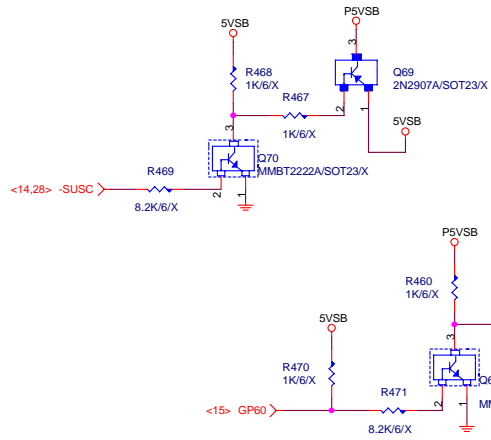 P5VSB
5VSB
3
Q69
2N2907A/SOT23/X
R468
1K/6/X
R467
2
1
1K/6/X
5VSB
3
Q70
MMBT2222A/SOT23/X
R469
<14,28> -SUSC
8.2K/6/X
2
1
P5VSB
R460
1K/6/X
5VSB
3
R470
1K/6/X
Q6
R471
2
1
MM
<15> GP60
8.2K/6/X